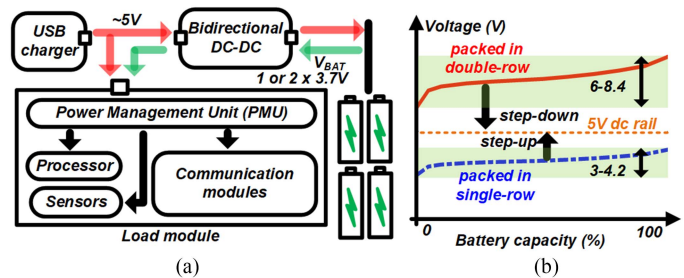 USB
charger
~5V
Bidirectional
DC-DC
V_BAT
1 or 2 x 3.7V
Power Management Unit (PMU)
Processor
Sensors
Communication
modules
Load module
(a)
Voltage (V)
packed in
double-row
6-8.4
step-down
5V dc rail
step-up
3-4.2
packed in
single-row
0
100
Battery capacity (%)
(b)